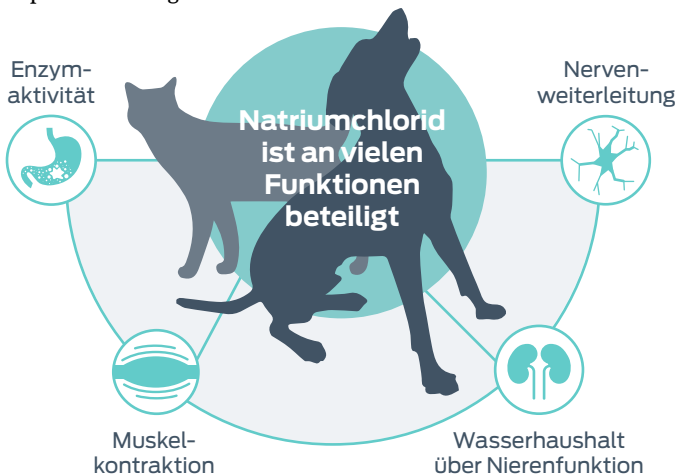 Enzym-
aktivität
Nerven-
weiterleitung
Natriumchlorid
ist an vielen
Funktionen
beteiligt
Muskel-
kontraktion
Wasserhaushalt
über Nierenfunktion